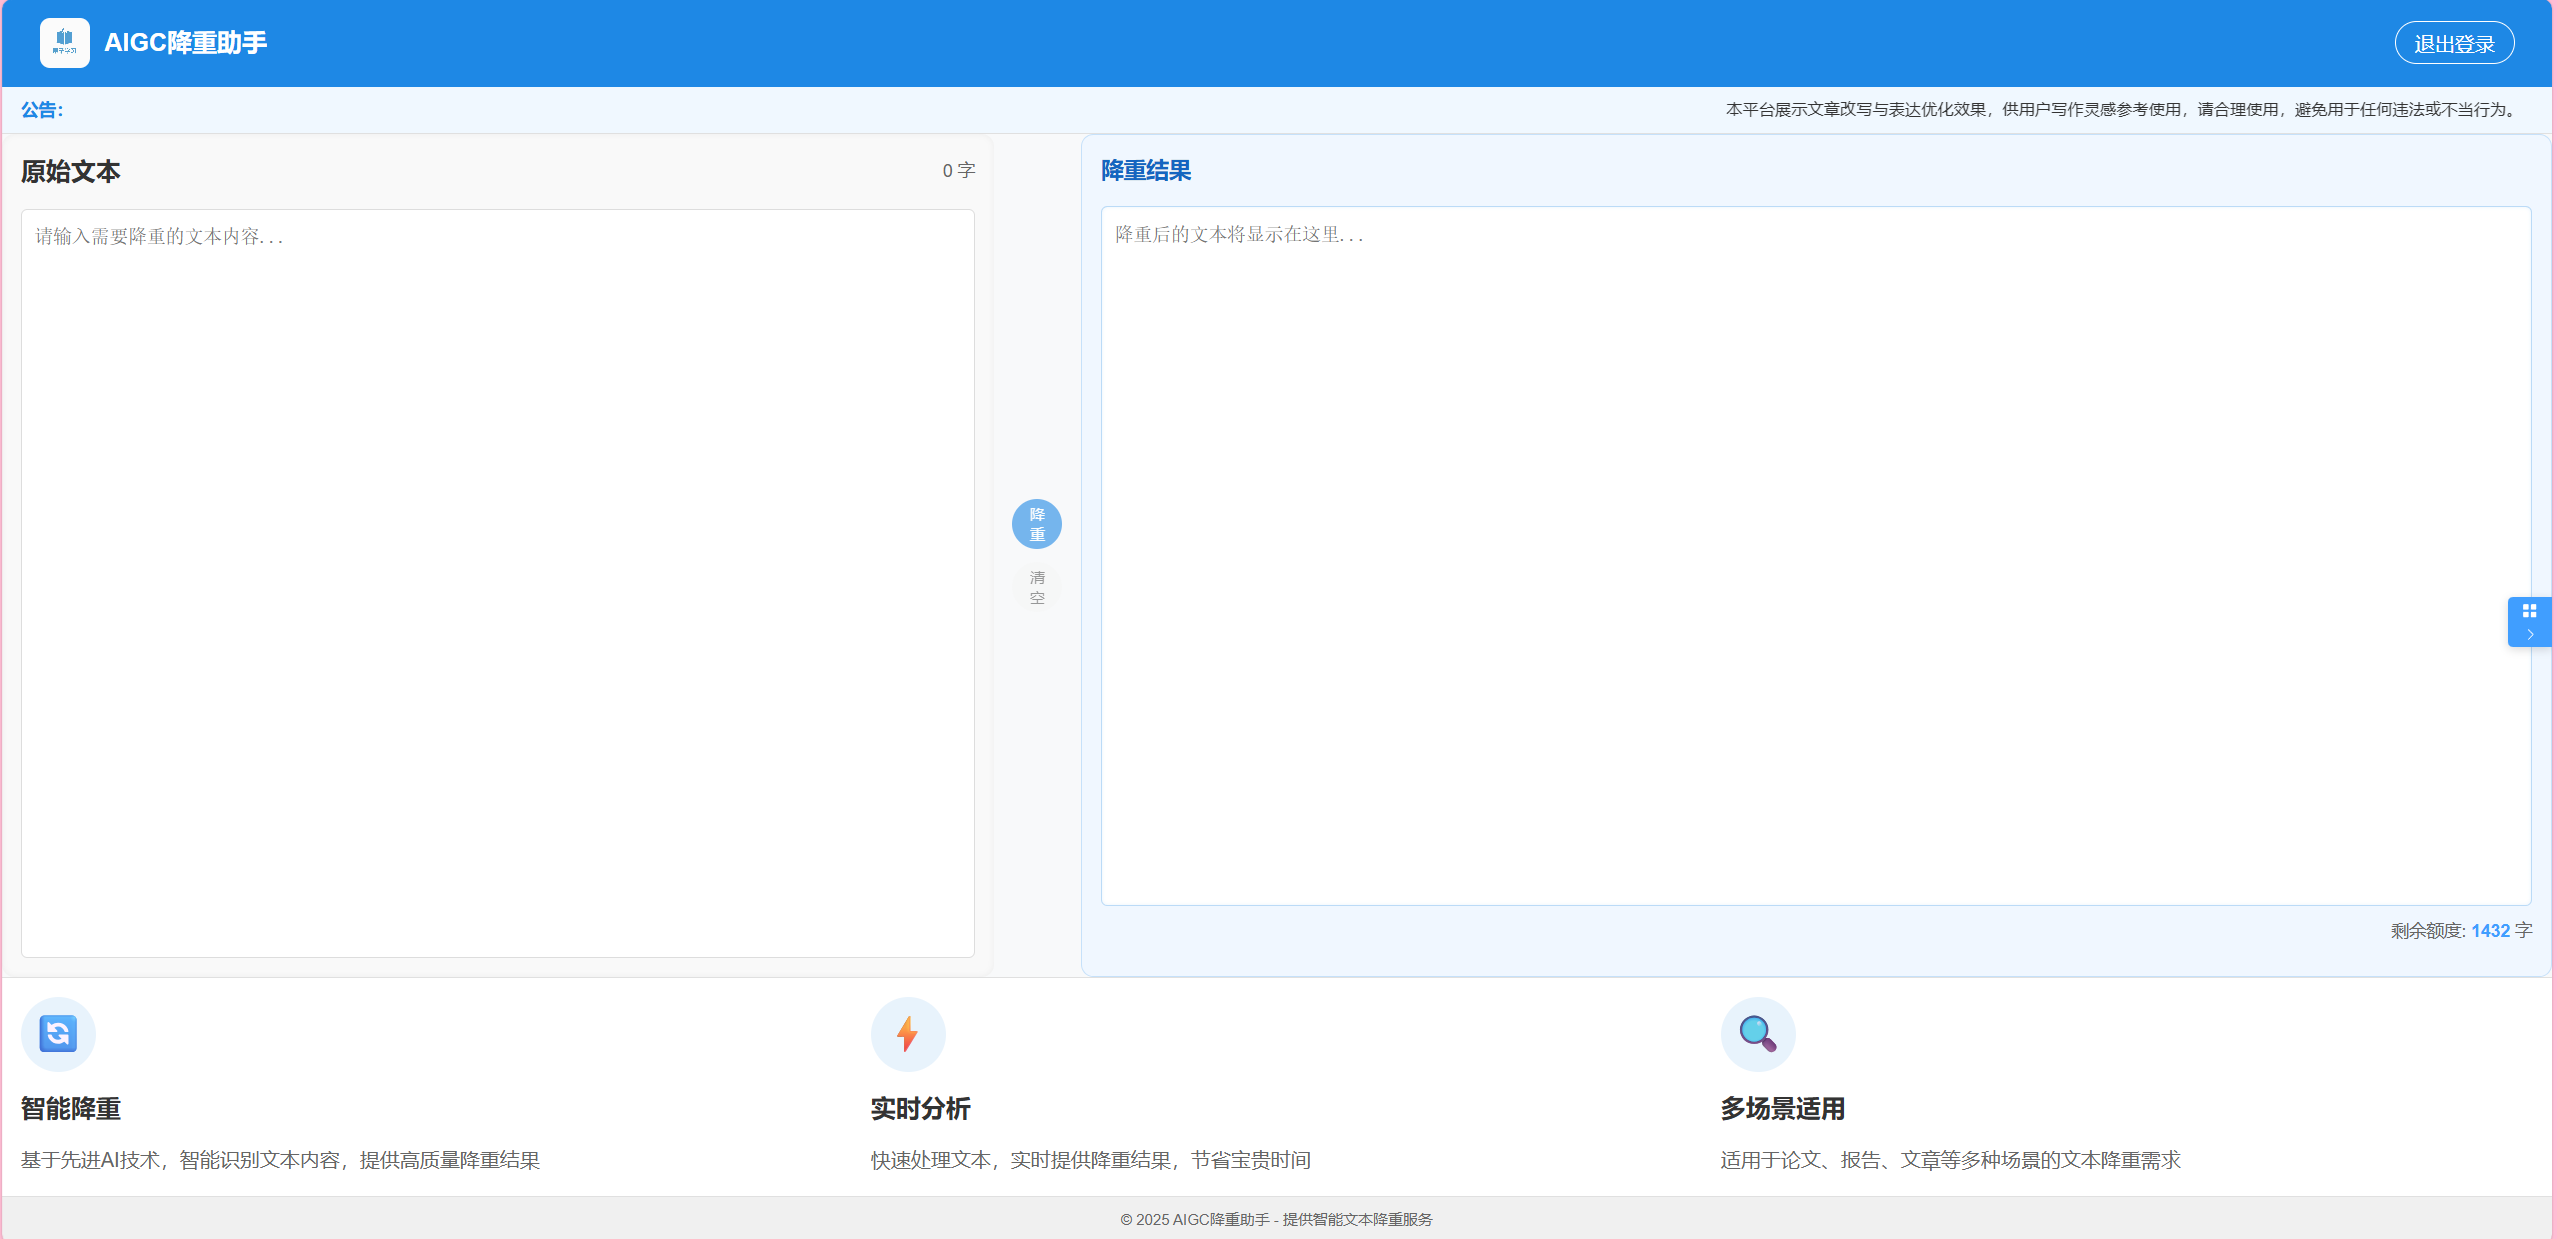 AIGC降重助手
退出登录
公告：
本平台展示文章改写与表达优化效果，供用户写作灵感参考使用，请合理使用，避免用于任何违法或不当行为。
原始文本
0 字
请输入需要降重的文本内容...
降重
清空
降重结果
降重后的文本将显示在这里...
剩余额度: 1432 字
智能降重
基于先进AI技术，智能识别文本内容，提供高质量降重结果
实时分析
快速处理文本，实时提供降重结果，节省宝贵时间
多场景适用
适用于论文、报告、文章等多种场景的文本降重需求
© 2025 AIGC降重助手 - 提供智能文本降重服务